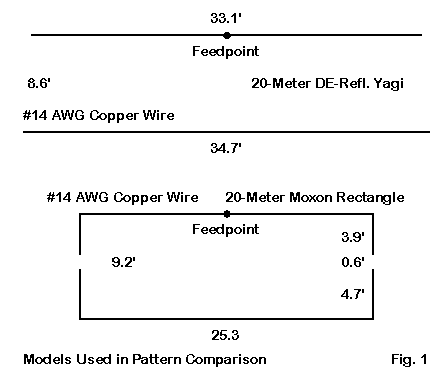 33.1'
Feedpoint
8.6' 20-Meter DE-Refl. Yagi
#14 AWG Copper Wire
34.7'
#14 AWG Copper Wire 20-Meter Moxon Rectangle
Feedpoint
3.9'
9.2' 0.6'
4.7'
25.3
Models Used in Pattern Comparison Fig. 1